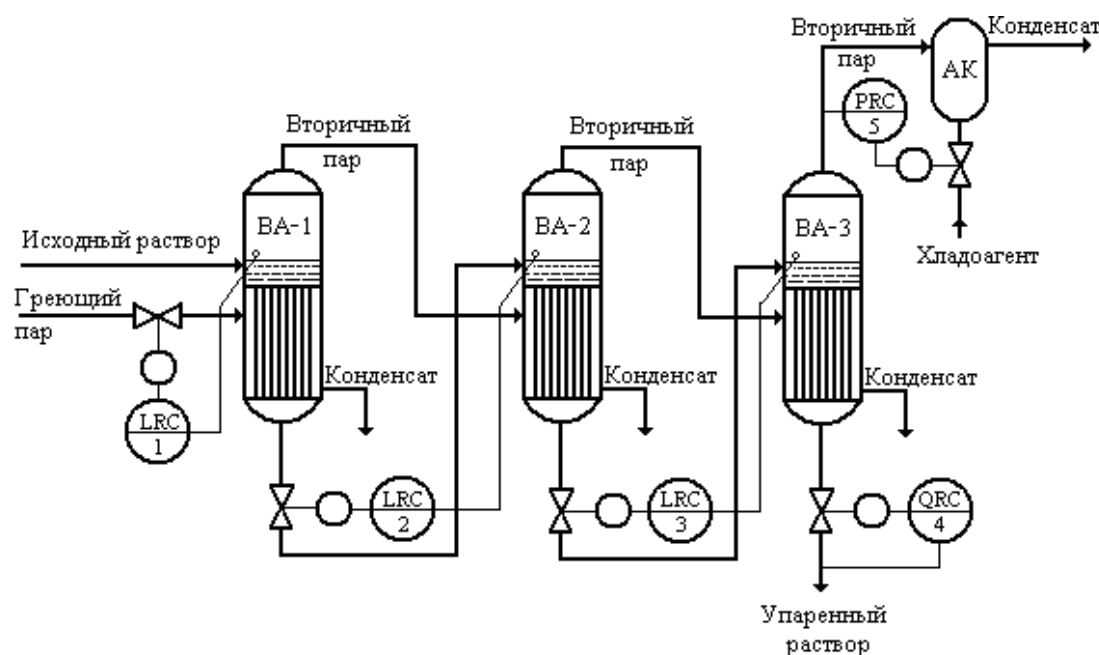 Вторичный
пар
Конденсат
АК
PRC
5
Хладоагент
Вторичный
пар
Вторичный
пар
ВА-1
ВА-2
ВА-3
Исходный раствор
Греющий
пар
LRC
1
Конденсат
Конденсат
Конденсат
LRC
2
LRC
3
QRC
4
Упаренный
раствор